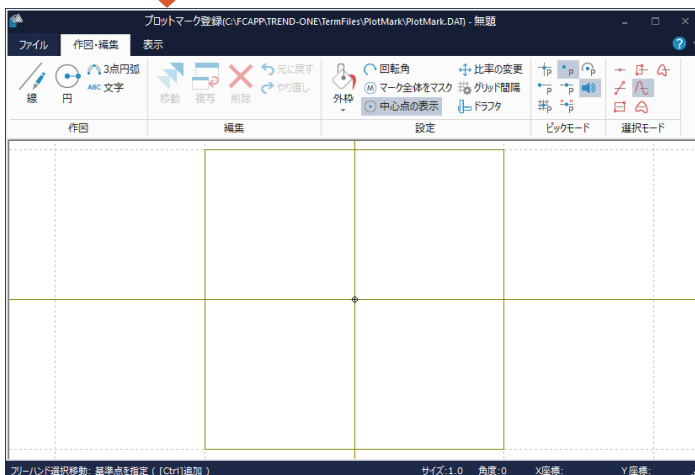 プロットマーク登録(C:\FCAPP\TREND-ONE\TermFiles\PlotMark\PlotMark.DAT) - 無題
ファイル 作図・編集 表示
線 円 3点円弧 ABC 文字
作図
移動 複写 削除 元に戻す やり直し
編集
外枠 回転角 M マーク全体をマスク 中心点の表示 比率の変更 グリッド間隔 ドラフタ
設定
ピックモード
選択モード
フリーハンド選択移動: 基準点を指定 ( [Ctrl]追加 ) サイズ:1.0 角度:0 X座標: Y座標: